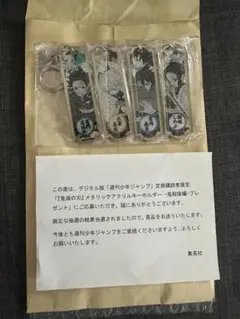 この度は、デジタル版「週刊少年ジャンプ」定期購読者限定
「『鬼滅の刃』メタリックアクリルキーホルダー -鬼殺隊編- プレ
ゼント」にご応募いただき、誠にありがとうございます。
厳正なる抽選の結果当選されましたので、賞品をお送りいたします。
今後とも週刊少年ジャンプをご愛読くださいますよう、よろしく
お願いいたします。
集英社